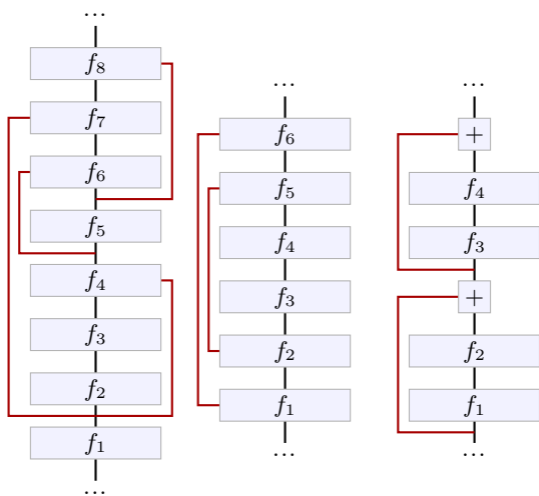 ...
f₈
f₇
f₆
f₅
f₄
f₃
f₂
f₁
...
...
f₆
f₅
f₄
f₃
f₂
f₁
...
...
+
f₄
f₃
+
f₂
f₁
...